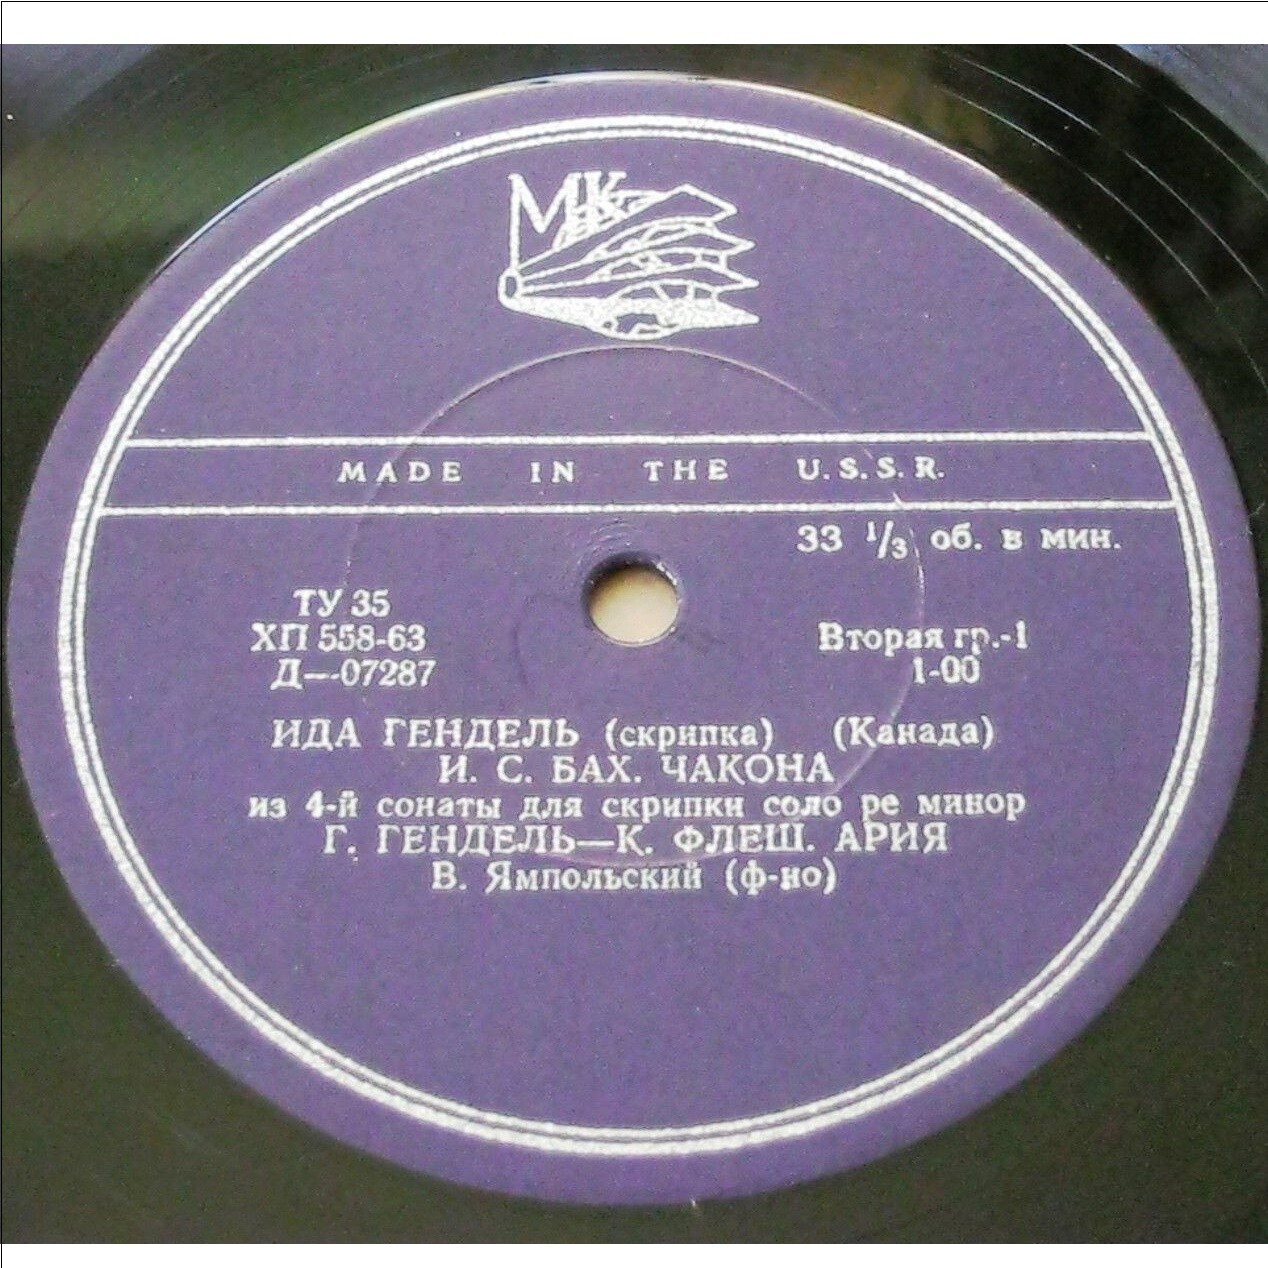 МК
MADE IN THE U.S.S.R.
33 1/3 об. в мин.
ТУ 35
ХП 558-63
Д—07287
Вторая гр.-1
1-00
ИДА ГЕНДЕЛЬ (скрипка) (Канада)
И. С. БАХ. ЧАКОНА
из 4-й сонаты для скрипки соло ре минор
Г. ГЕНДЕЛЬ—К. ФЛЕШ. АРИЯ
В. Ямпольский (ф-но)